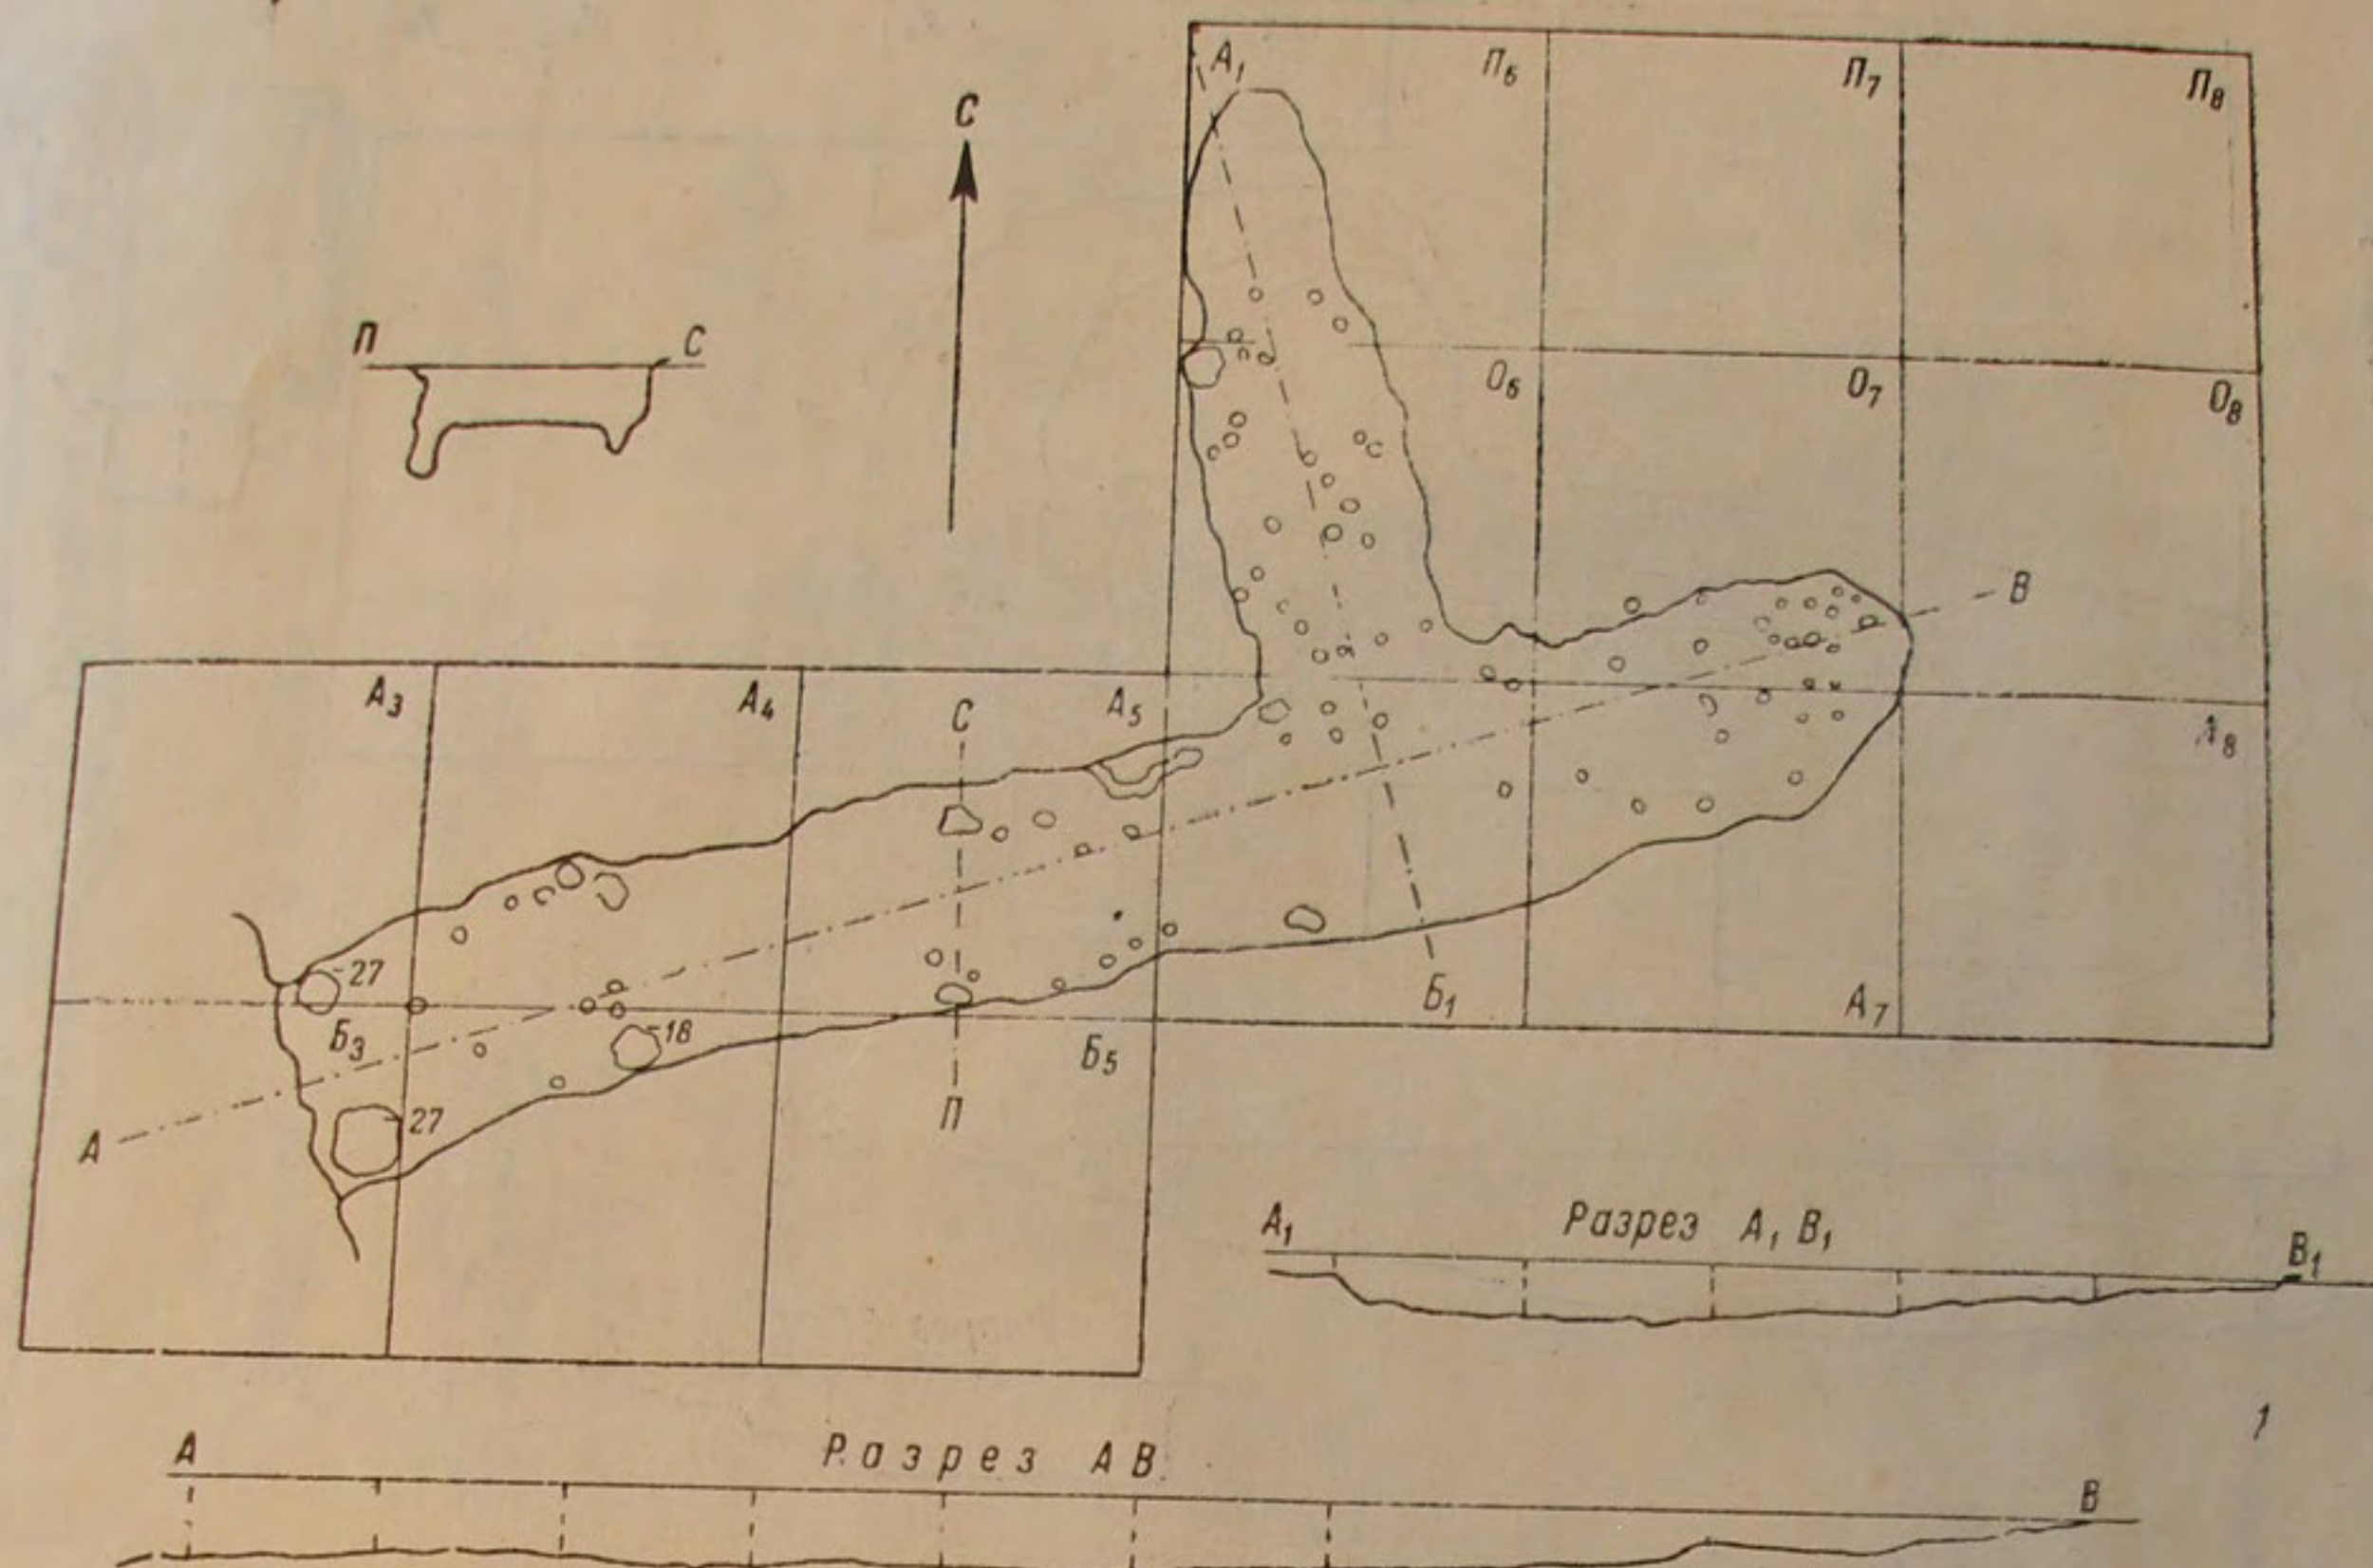 А₁ П₆ П₇ П₈
С
П С
О₆ О₇ О₈
В
А₃ А₄ С А₅
А₈
-27
Б₃ -18 Б₅ Б₁ А₇
А -27 П
А₁ Разрез А₁ В₁ В₁
1
А Разрез АВ. В